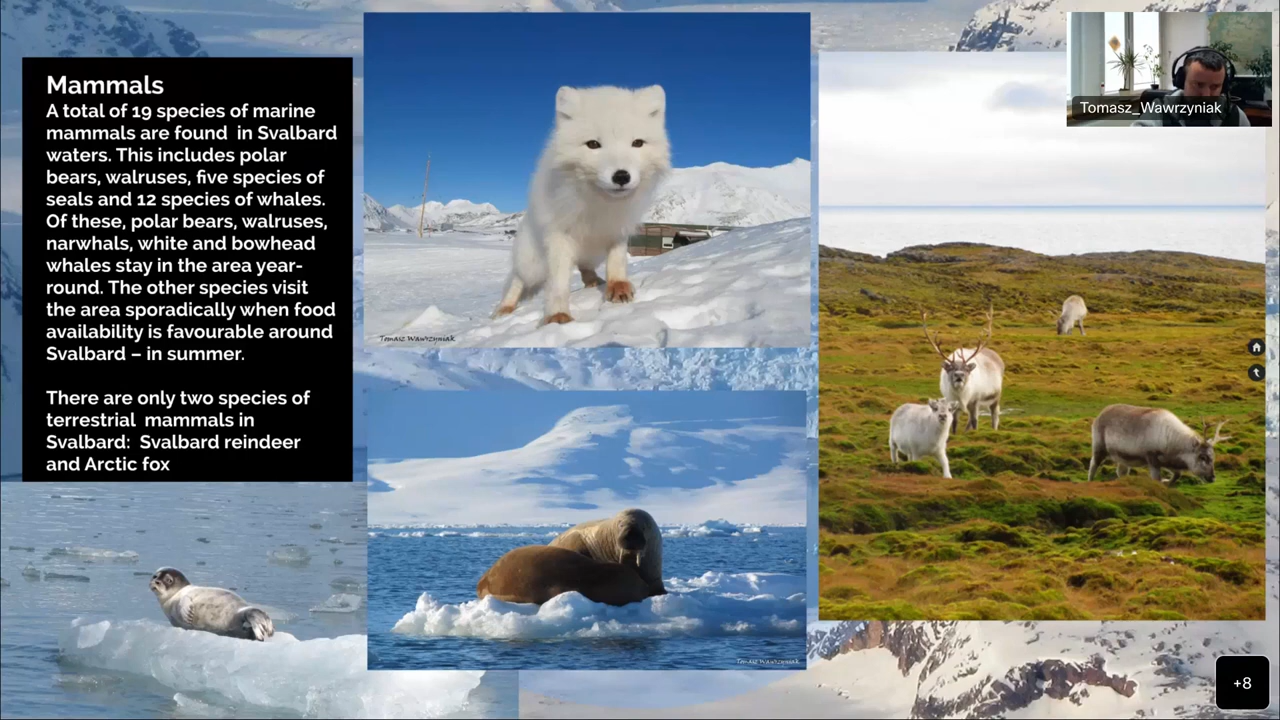 Mammals
A total of 19 species of marine
mammals are found in Svalbard
waters. This includes polar
bears, walruses, five species of
seals and 12 species of whales.
Of these, polar bears, walruses,
narwhals, white and bowhead
whales stay in the area year-
round. The other species visit
the area sporadically when food
availability is favourable around
Svalbard – in summer.
There are only two species of
terrestrial mammals in
Svalbard: Svalbard reindeer
and Arctic fox
Tomasz Wawrzyniak
Tomasz Wawrzyniak
Tomasz_Wawrzyniak
+8